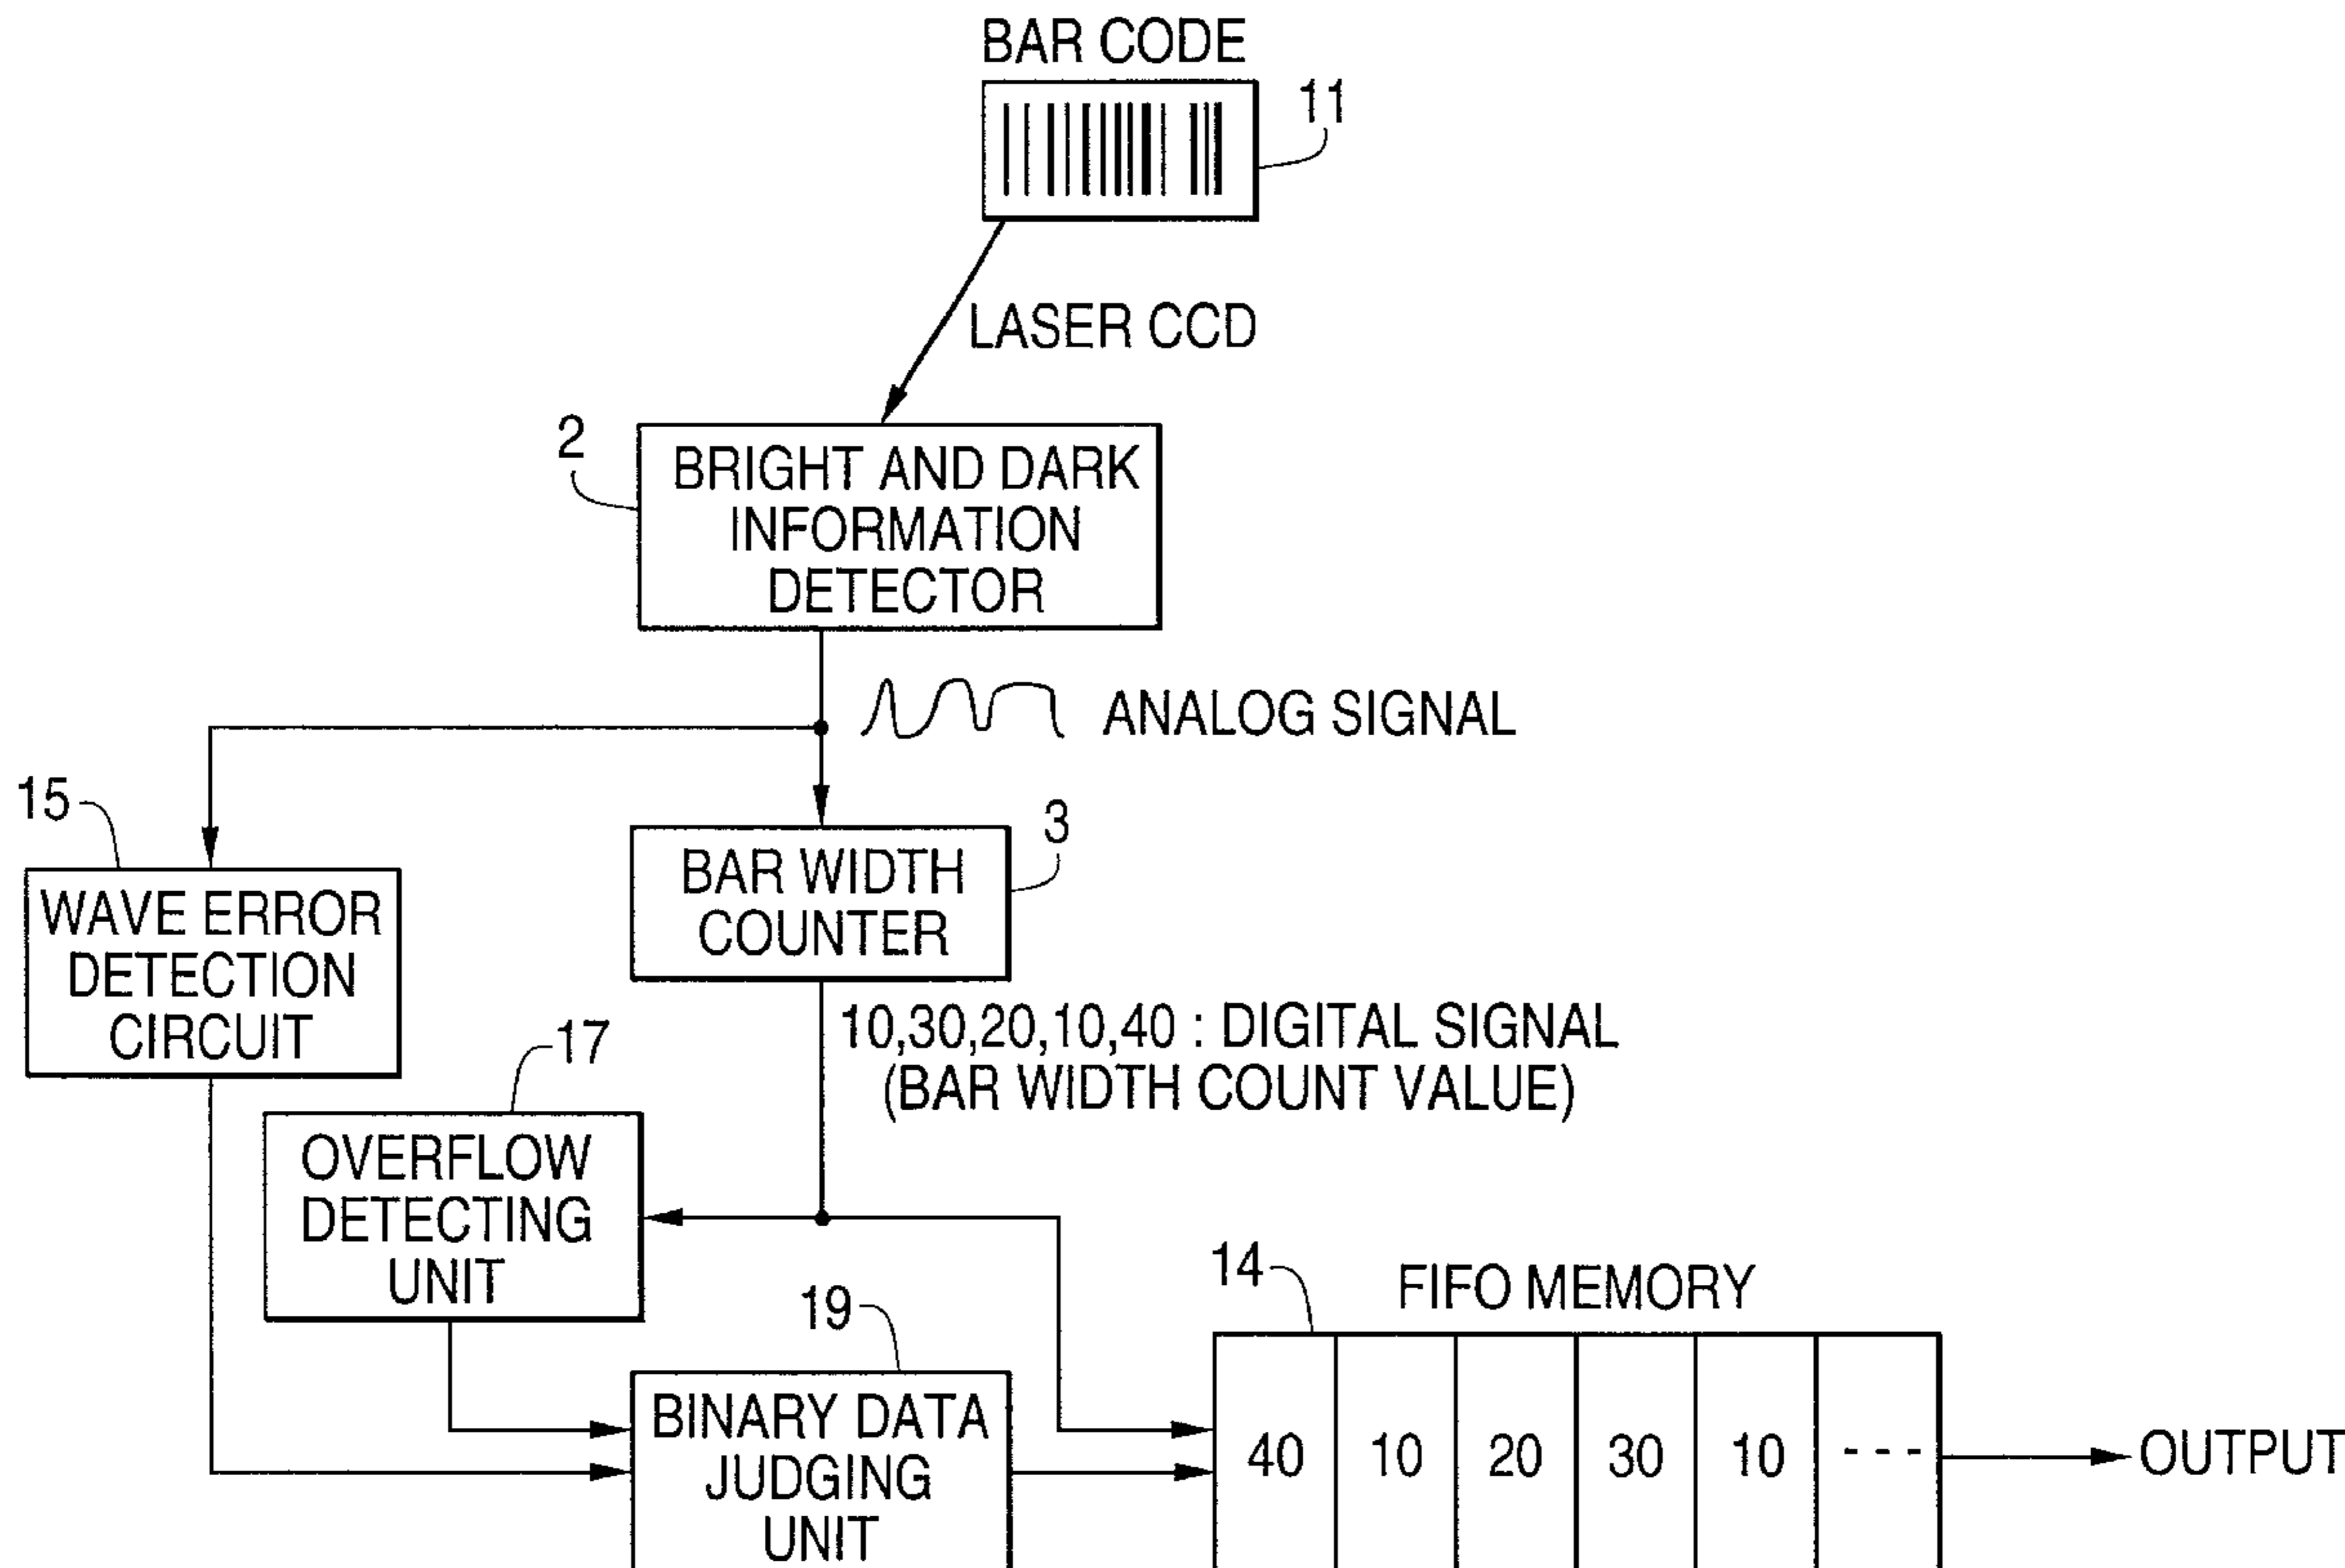 BAR CODE
11
LASER CCD
2
BRIGHT AND DARK
INFORMATION
DETECTOR
ANALOG SIGNAL
15
3
WAVE ERROR
DETECTION
CIRCUIT
BAR WIDTH
COUNTER
10,30,20,10,40 : DIGITAL SIGNAL
(BAR WIDTH COUNT VALUE)
17
OVERFLOW
DETECTING
UNIT
14
FIFO MEMORY
19
BINARY DATA
JUDGING
UNIT
40 10 20 30 10 ---
OUTPUT